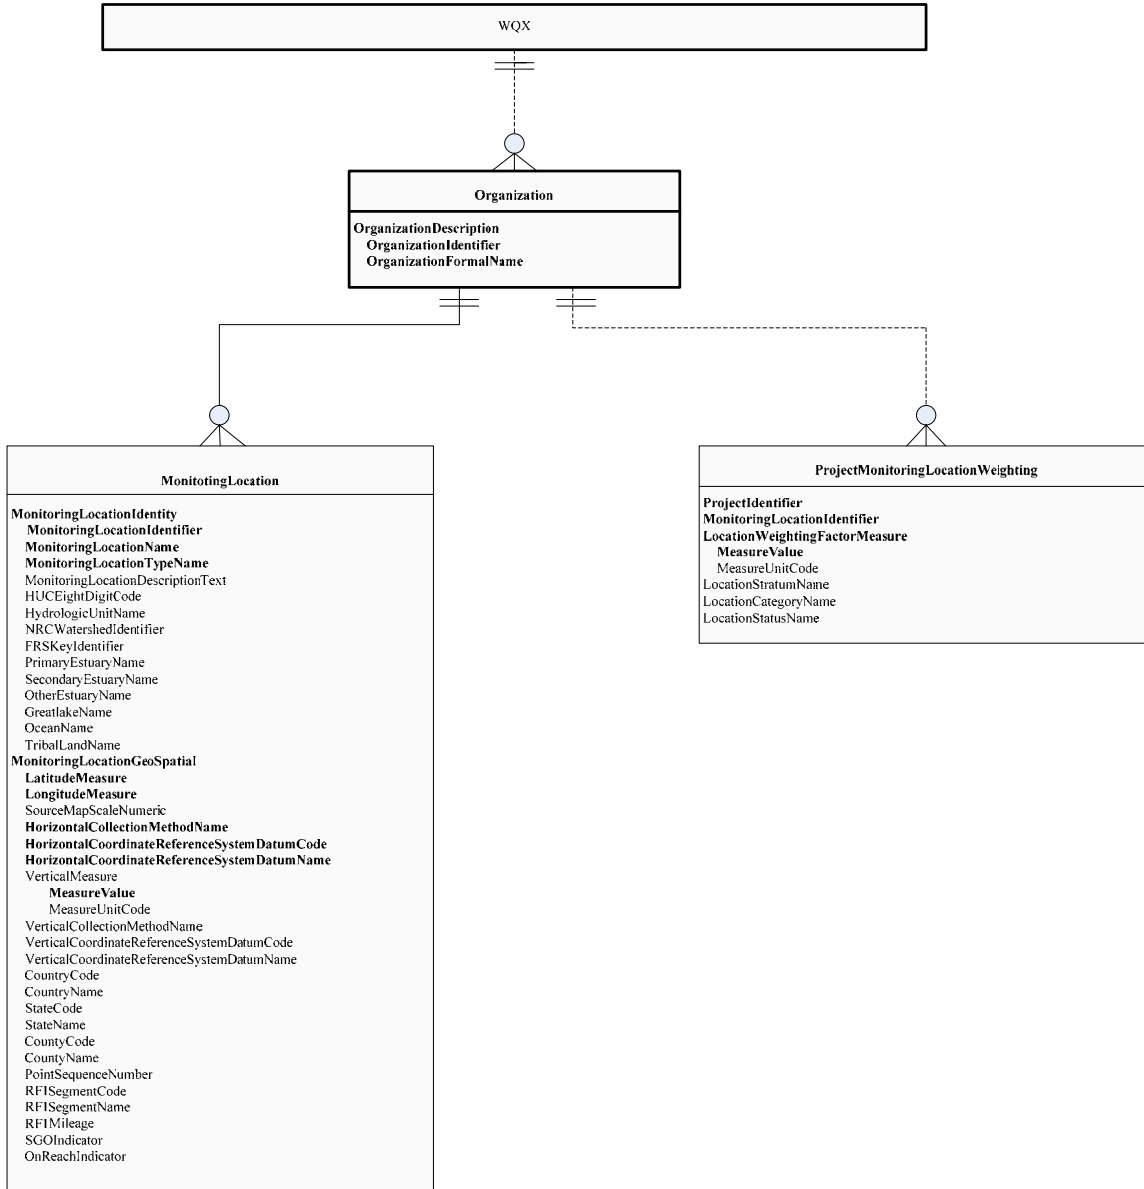 WQX
Organization
OrganizationDescription
OrganizationIdentifier
OrganizationFormalName
MonitotingLocation
MonitoringLocationIdentity
MonitoringLocationIdentifier
MonitoringLocationName
MonitoringLocationTypeName
MonitoringLocationDescriptionText
HUCEightDigitCode
HydrologicUnitName
NRCWatershedIdentifier
FRSKeyIdentifier
PrimaryEstuaryName
SecondaryEstuaryName
OtherEstuaryName
GreatlakeName
OceanName
TribalLandName
MonitoringLocationGeoSpatial
LatitudeMeasure
LongitudeMeasure
SourceMapScaleNumeric
HorizontalCollectionMethodName
HorizontalCoordinateReferenceSystemDatumCode
HorizontalCoordinateReferenceSystemDatumName
VerticalMeasure
MeasureValue
MeasureUnitCode
VerticalCollectionMethodName
VerticalCoordinateReferenceSystemDatumCode
VerticalCoordinateReferenceSystemDatumName
CountryCode
CountryName
StateCode
StateName
CountyCode
CountyName
PointSequenceNumber
RF1SegmentCode
RF1SegmentName
RF1Mileage
SGOIndicator
OnReachIndicator
ProjectMonitoringLocationWeighting
ProjectIdentifier
MonitoringLocationIdentifier
LocationWeightingFactorMeasure
MeasureValue
MeasureUnitCode
LocationStratumName
LocationCategoryName
LocationStatusName